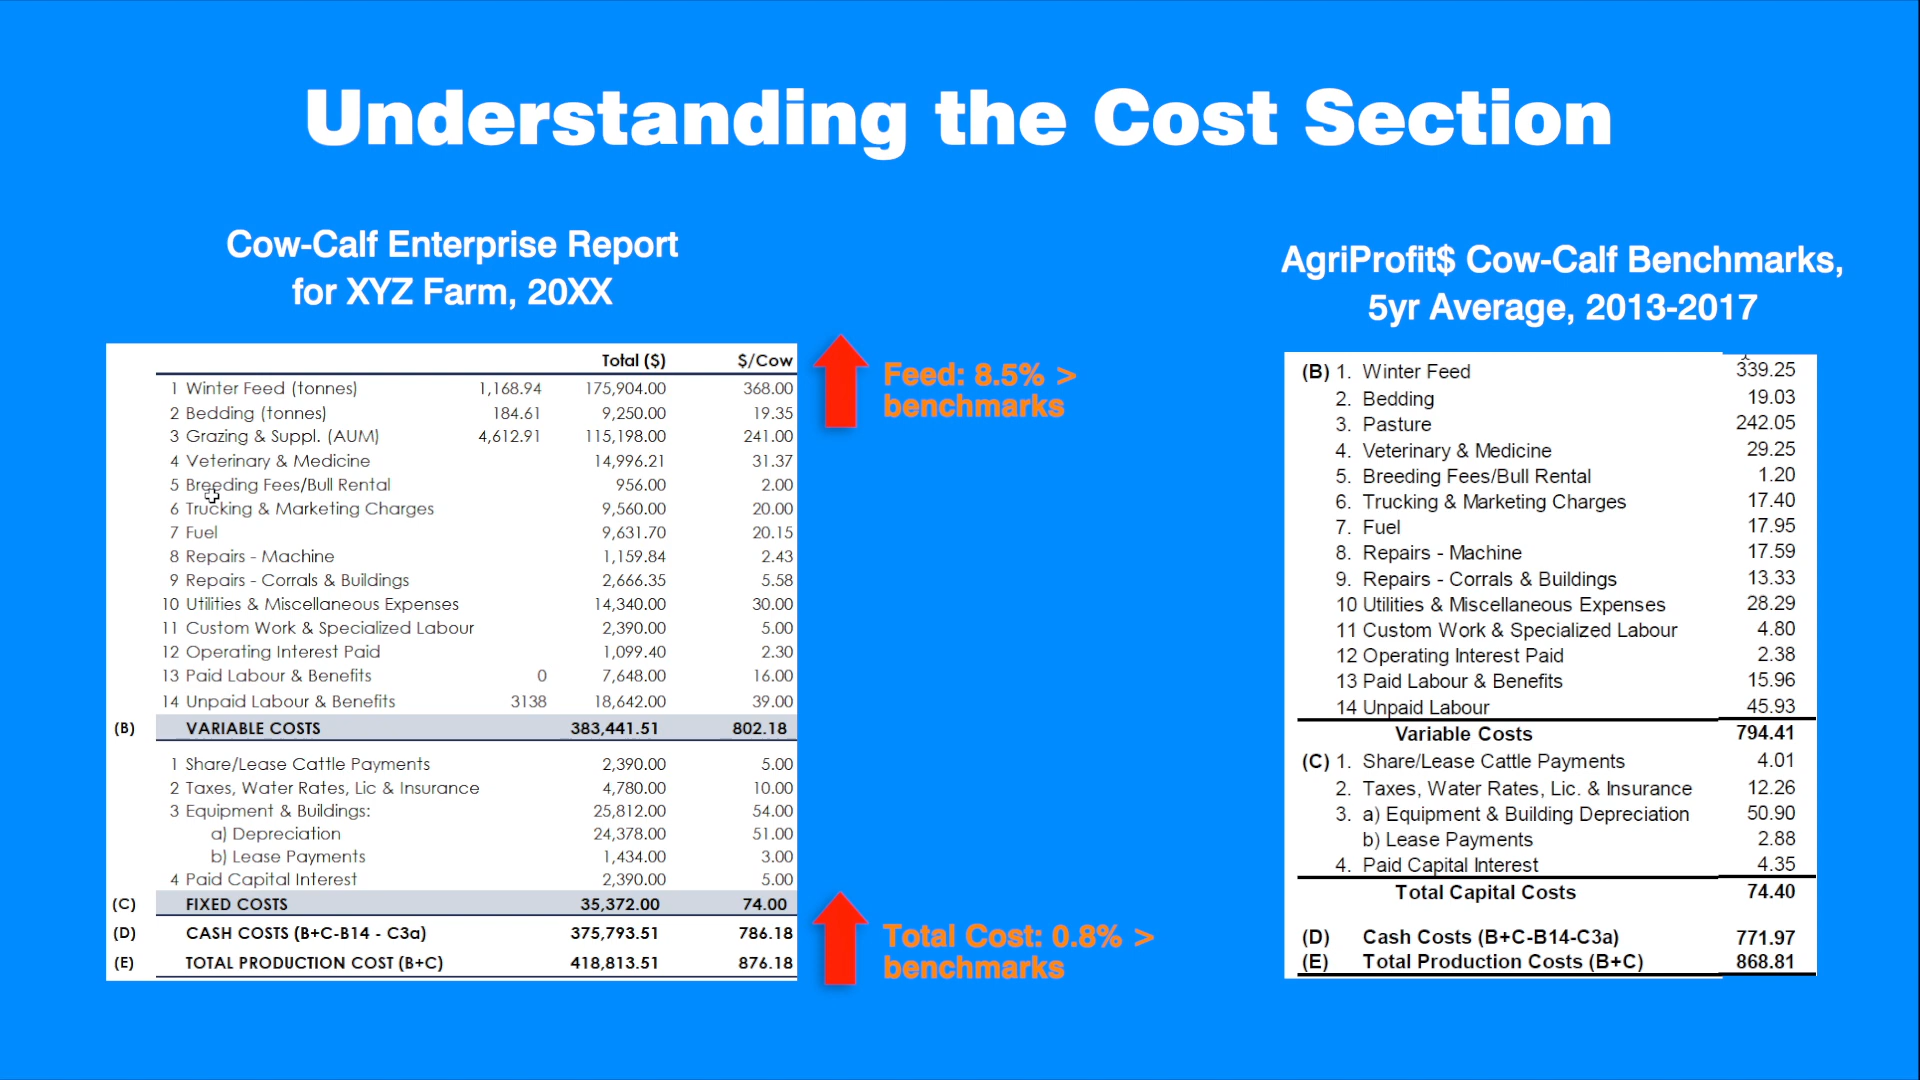 Understanding the Cost Section
Cow-Calf Enterprise Report
for XYZ Farm, 20XX
Total ($) $/Cow
1 Winter Feed (tonnes) 1,168.94 175,904.00 368.00
2 Bedding (tonnes) 184.61 9,250.00 19.35
3 Grazing & Suppl. (AUM) 4,612.91 115,198.00 241.00
4 Veterinary & Medicine 14,996.21 31.37
5 Breeding Fees/Bull Rental 956.00 2.00
6 Trucking & Marketing Charges 9,560.00 20.00
7 Fuel 9,631.70 20.15
8 Repairs - Machine 1,159.84 2.43
9 Repairs - Corrals & Buildings 2,666.35 5.58
10 Utilities & Miscellaneous Expenses 14,340.00 30.00
11 Custom Work & Specialized Labour 2,390.00 5.00
12 Operating Interest Paid 1,099.40 2.30
13 Paid Labour & Benefits 0 7,648.00 16.00
14 Unpaid Labour & Benefits 3138 18,642.00 39.00
(B) VARIABLE COSTS 383,441.51 802.18
1 Share/Lease Cattle Payments 2,390.00 5.00
2 Taxes, Water Rates, Lic & Insurance 4,780.00 10.00
3 Equipment & Buildings: 25,812.00 54.00
a) Depreciation 24,378.00 51.00
b) Lease Payments 1,434.00 3.00
4 Paid Capital Interest 2,390.00 5.00
(C) FIXED COSTS 35,372.00 74.00
(D) CASH COSTS (B+C-B14 - C3a) 375,793.51 786.18
(E) TOTAL PRODUCTION COST (B+C) 418,813.51 876.18
Feed: 8.5% >
benchmarks
Total Cost: 0.8% >
benchmarks
AgriProfit$ Cow-Calf Benchmarks,
5yr Average, 2013-2017
(B) 1. Winter Feed 339.25
2. Bedding 19.03
3. Pasture 242.05
4. Veterinary & Medicine 29.25
5. Breeding Fees/Bull Rental 1.20
6. Trucking & Marketing Charges 17.40
7. Fuel 17.95
8. Repairs - Machine 17.59
9. Repairs - Corrals & Buildings 13.33
10 Utilities & Miscellaneous Expenses 28.29
11 Custom Work & Specialized Labour 4.80
12 Operating Interest Paid 2.38
13 Paid Labour & Benefits 15.96
14 Unpaid Labour 45.93
Variable Costs 794.41
(C) 1. Share/Lease Cattle Payments 4.01
2. Taxes, Water Rates, Lic. & Insurance 12.26
3. a) Equipment & Building Depreciation 50.90
b) Lease Payments 2.88
4. Paid Capital Interest 4.35
Total Capital Costs 74.40
(D) Cash Costs (B+C-B14-C3a) 771.97
(E) Total Production Costs (B+C) 868.81